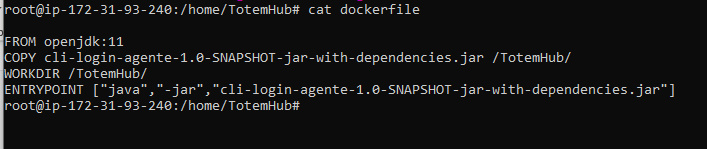 root@ip-172-31-93-240:/home/TotemHub# cat dockerfile
FROM openjdk:11
COPY cli-login-agente-1.0-SNAPSHOT-jar-with-dependencies.jar /TotemHub/
WORKDIR /TotemHub/
ENTRYPOINT ["java","-jar","cli-login-agente-1.0-SNAPSHOT-jar-with-dependencies.jar"]
root@ip-172-31-93-240:/home/TotemHub#